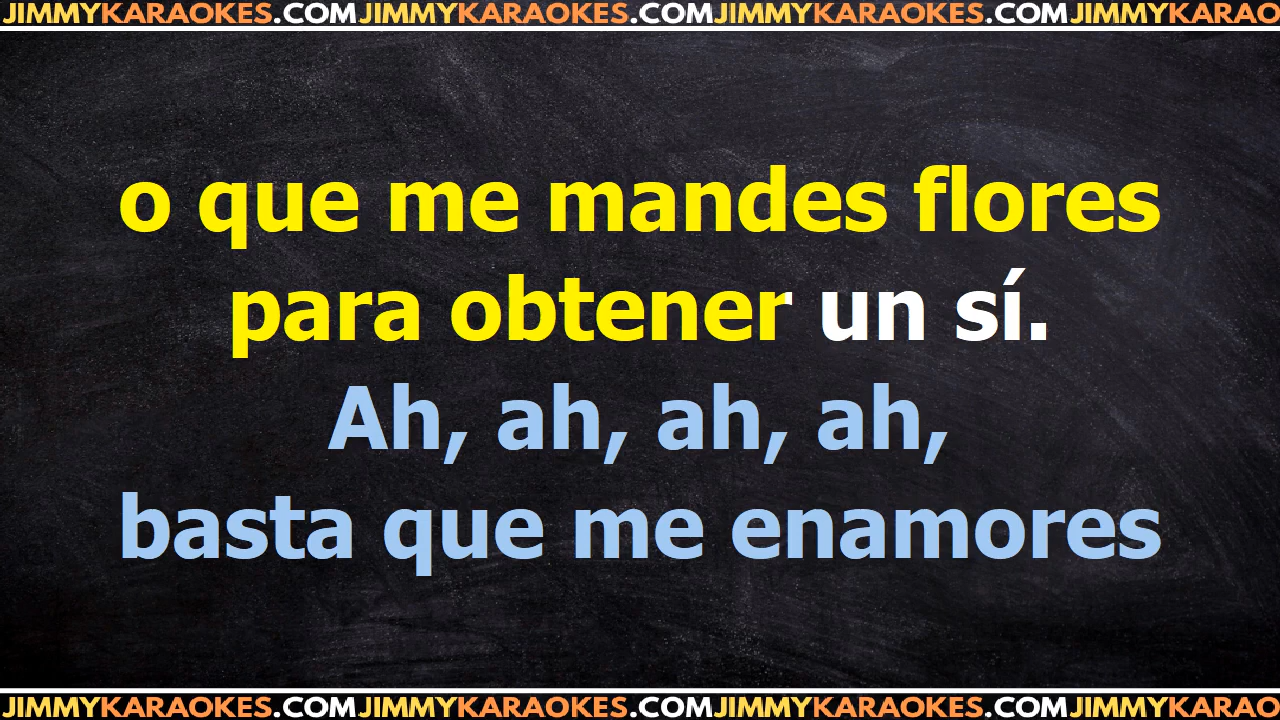 JIMMYKARAOKES.COMJIMMYKARAOKES.COMJIMMYKARAOKES.COMJIMMYKARAO
o que me mandes flores
para obtener un sí.
Ah, ah, ah, ah,
basta que me enamores
JIMMYKARAOKES.COMJIMMYKARAOKES.COMJIMMYKARAOKES.COMJIMMYKARAO